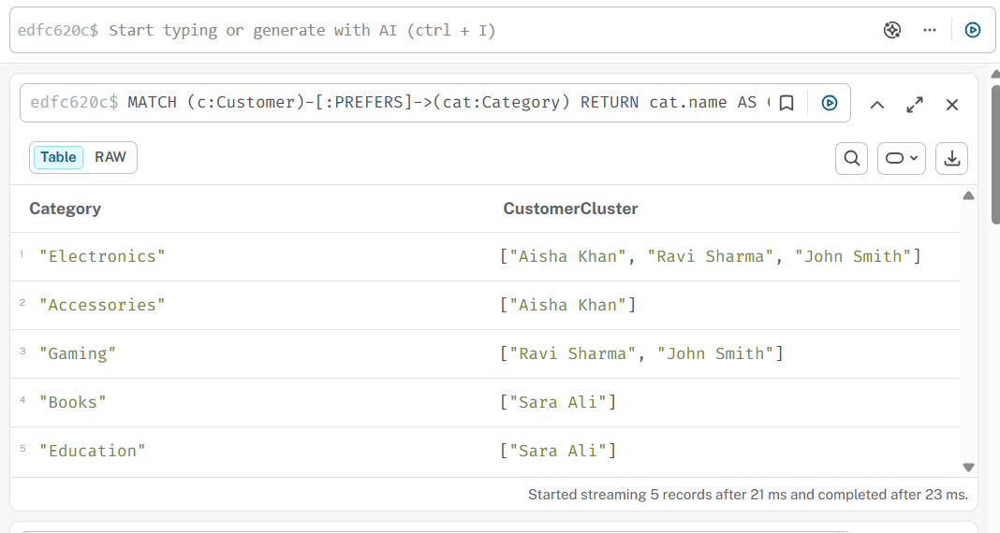 edfc620c$ Start typing or generate with AI (ctrl + I)
edfc620c$ MATCH (c:Customer)-[:PREFERS]->(cat:Category) RETURN cat.name AS
Table RAW
Category CustomerCluster
1 "Electronics" ["Aisha Khan", "Ravi Sharma", "John Smith"]
2 "Accessories" ["Aisha Khan"]
3 "Gaming" ["Ravi Sharma", "John Smith"]
4 "Books" ["Sara Ali"]
5 "Education" ["Sara Ali"]
Started streaming 5 records after 21 ms and completed after 23 ms.